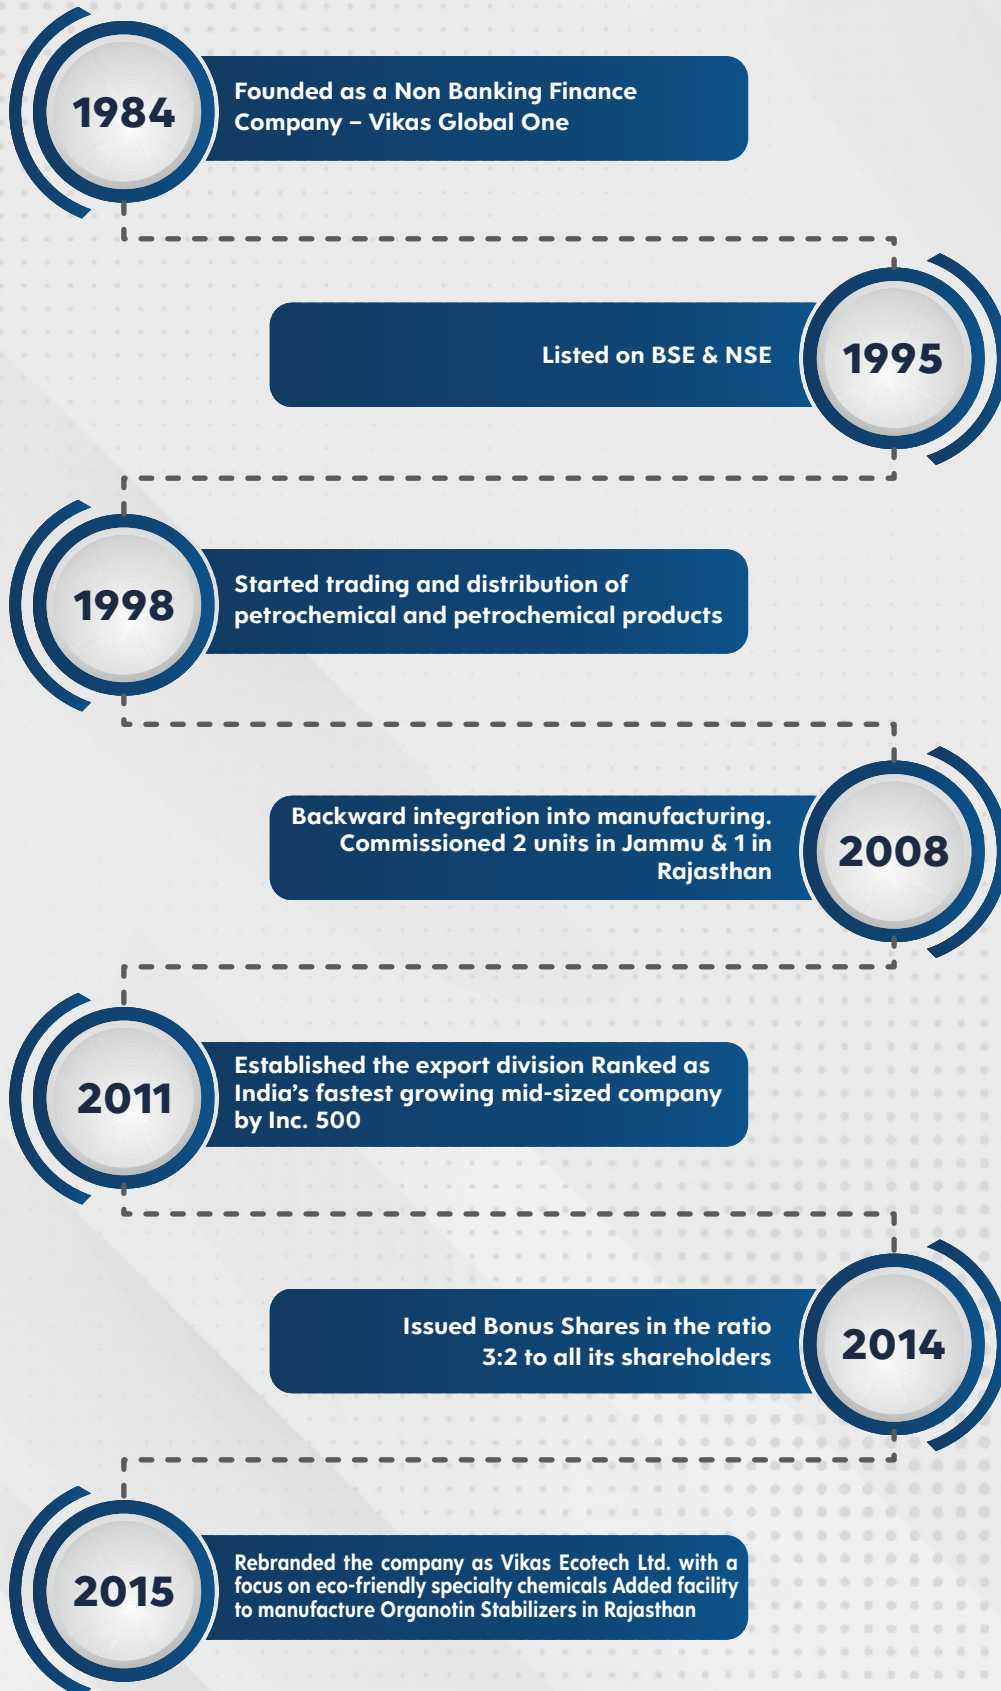 1984
Founded as a Non Banking Finance
Company – Vikas Global One
Listed on BSE & NSE
1995
1998
Started trading and distribution of
petrochemical and petrochemical products
Backward integration into manufacturing.
Commissioned 2 units in Jammu & 1 in
Rajasthan
2008
2011
Established the export division Ranked as
India’s fastest growing mid-sized company
by Inc. 500
Issued Bonus Shares in the ratio
3:2 to all its shareholders
2014
2015
Rebranded the company as Vikas Ecotech Ltd. with a
focus on eco-friendly specialty chemicals Added facility
to manufacture Organotin Stabilizers in Rajasthan